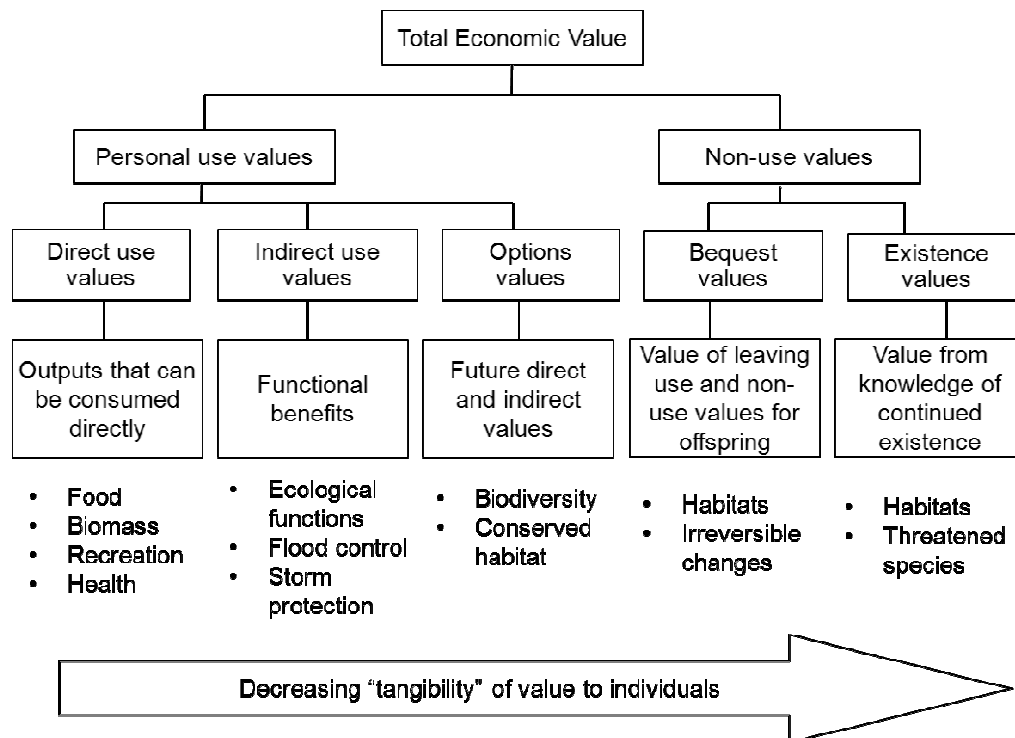 Total Economic Value
Personal use values
Non-use values
Direct use
values
Indirect use
values
Options
values
Bequest
values
Existence
values
Outputs that can
be consumed
directly
Functional
benefits
Future direct
and indirect
values
Value of leaving
use and non-
use values for
offspring
Value from
knowledge of
continued
existence
• Food
• Biomass
• Recreation
• Health
• Ecological
functions
• Flood control
• Storm
protection
• Biodiversity
• Conserved
habitat
• Habitats
• Irreversible
changes
• Habitats
• Threatened
species
Decreasing “tangibility” of value to individuals